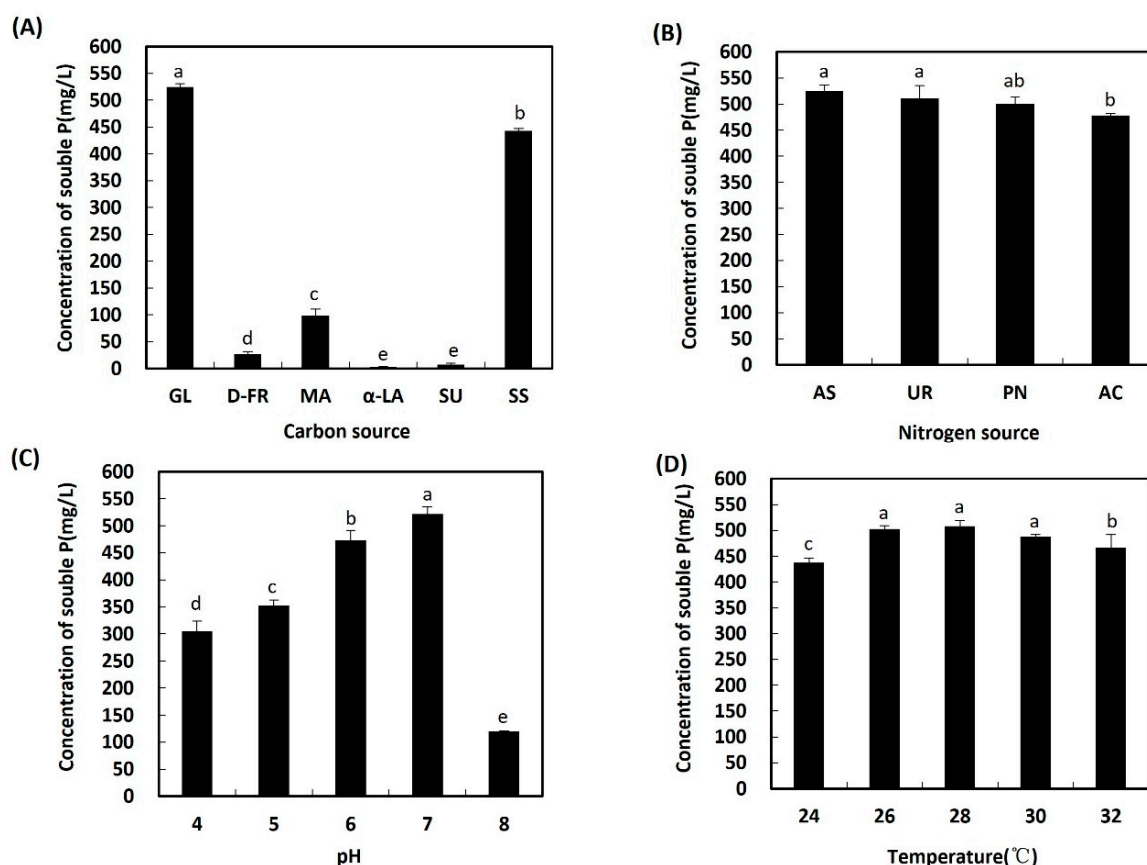 (A)
Concentration of souble P(mg/L)
600
550
500
450
400
350
300
250
200
150
100
50
0
a
d
c
e
e
b
GL D-FR MA α-LA SU SS
Carbon source
(B)
Concentration of souble P(mg/L)
600
550
500
450
400
350
300
250
200
150
100
50
0
a
a
ab
b
AS UR PN AC
Nitrogen source
(C)
Concentration of souble P(mg/L)
600
550
500
450
400
350
300
250
200
150
100
50
0
d
c
b
a
e
4 5 6 7 8
pH
(D)
Concentration of souble P(mg/L)
600
550
500
450
400
350
300
250
200
150
100
50
0
c
a
a
a
b
24 26 28 30 32
Temperature(℃)